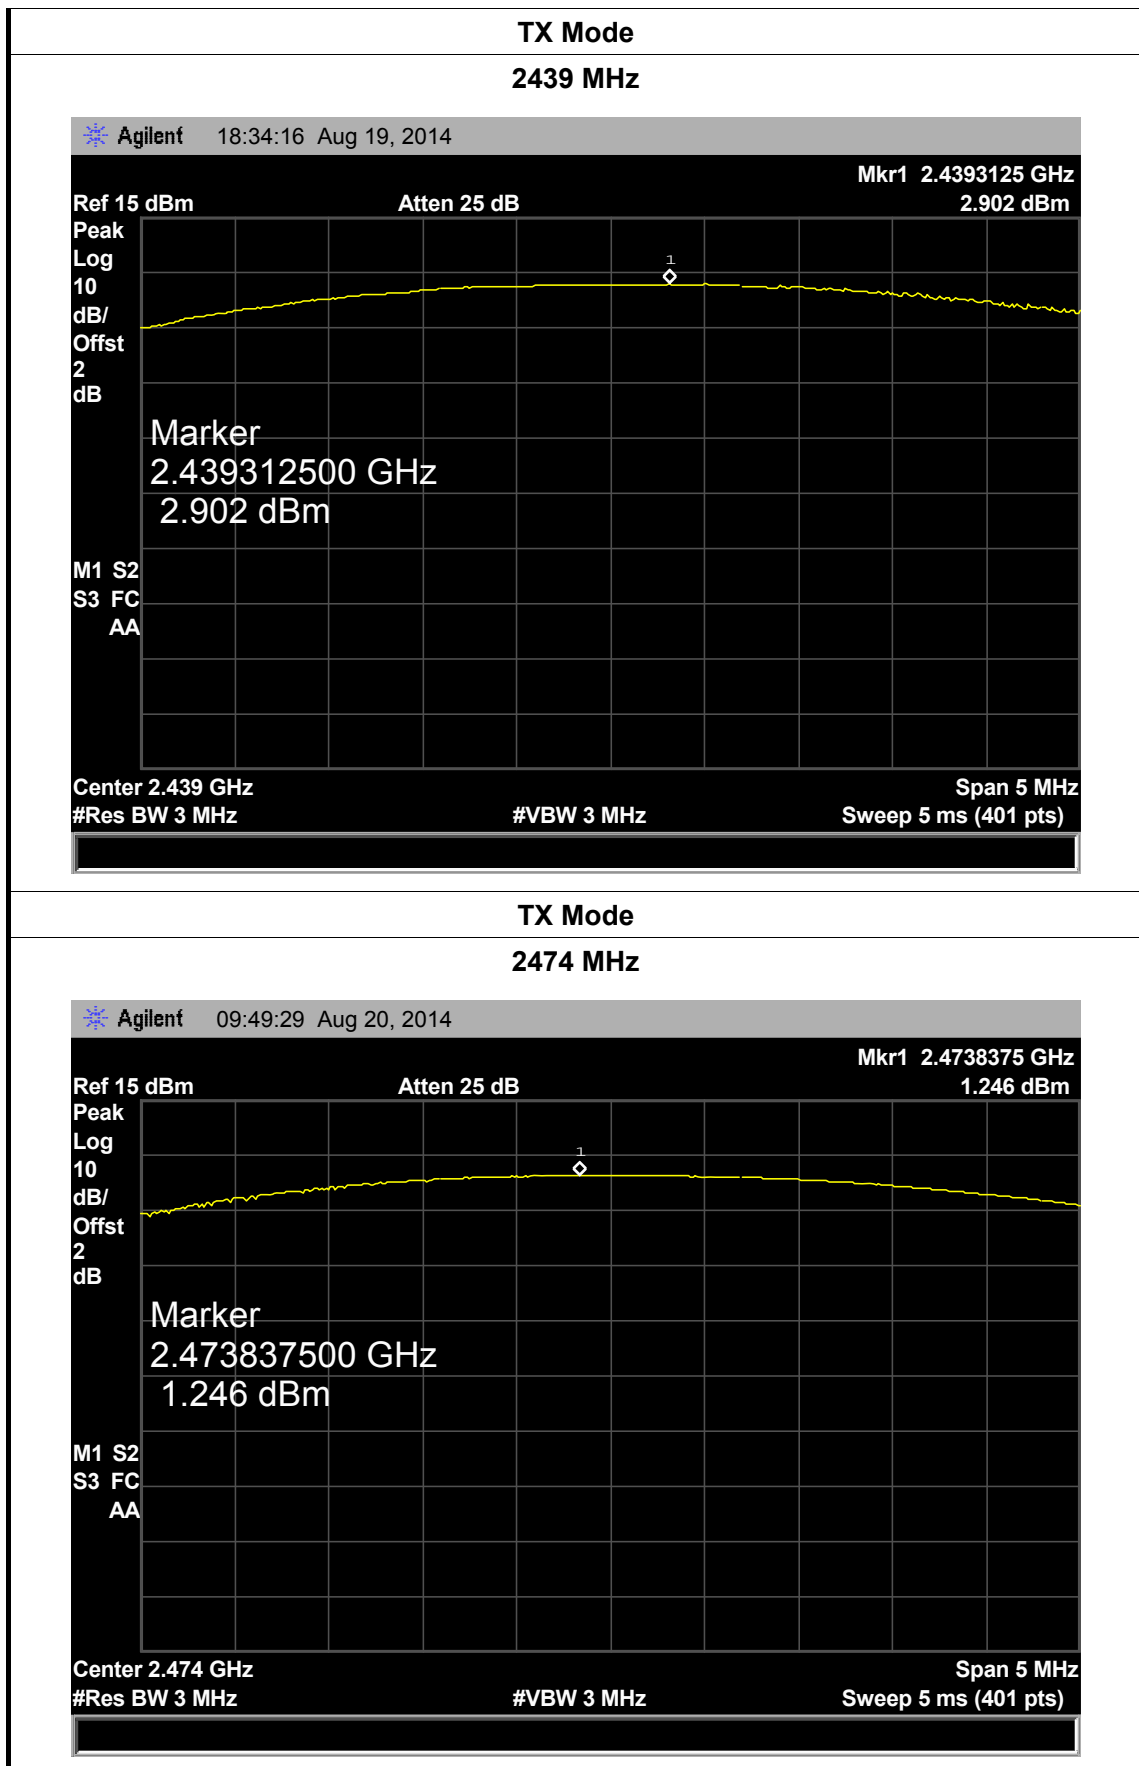 TX Mode
2439 MHz
Agilent 18:34:16 Aug 19, 2014
Mkr1 2.4393125 GHz
Ref 15 dBm Atten 25 dB 2.902 dBm
Peak
Log
10
dB/
Offst
2
dB
1
Marker
2.439312500 GHz
2.902 dBm
M1 S2
S3 FC
AA
Center 2.439 GHz Span 5 MHz
#Res BW 3 MHz #VBW 3 MHz Sweep 5 ms (401 pts)
TX Mode
2474 MHz
Agilent 09:49:29 Aug 20, 2014
Mkr1 2.4738375 GHz
Ref 15 dBm Atten 25 dB 1.246 dBm
Peak
Log
10
dB/
Offst
2
dB
1
Marker
2.473837500 GHz
1.246 dBm
M1 S2
S3 FC
AA
Center 2.474 GHz Span 5 MHz
#Res BW 3 MHz #VBW 3 MHz Sweep 5 ms (401 pts)